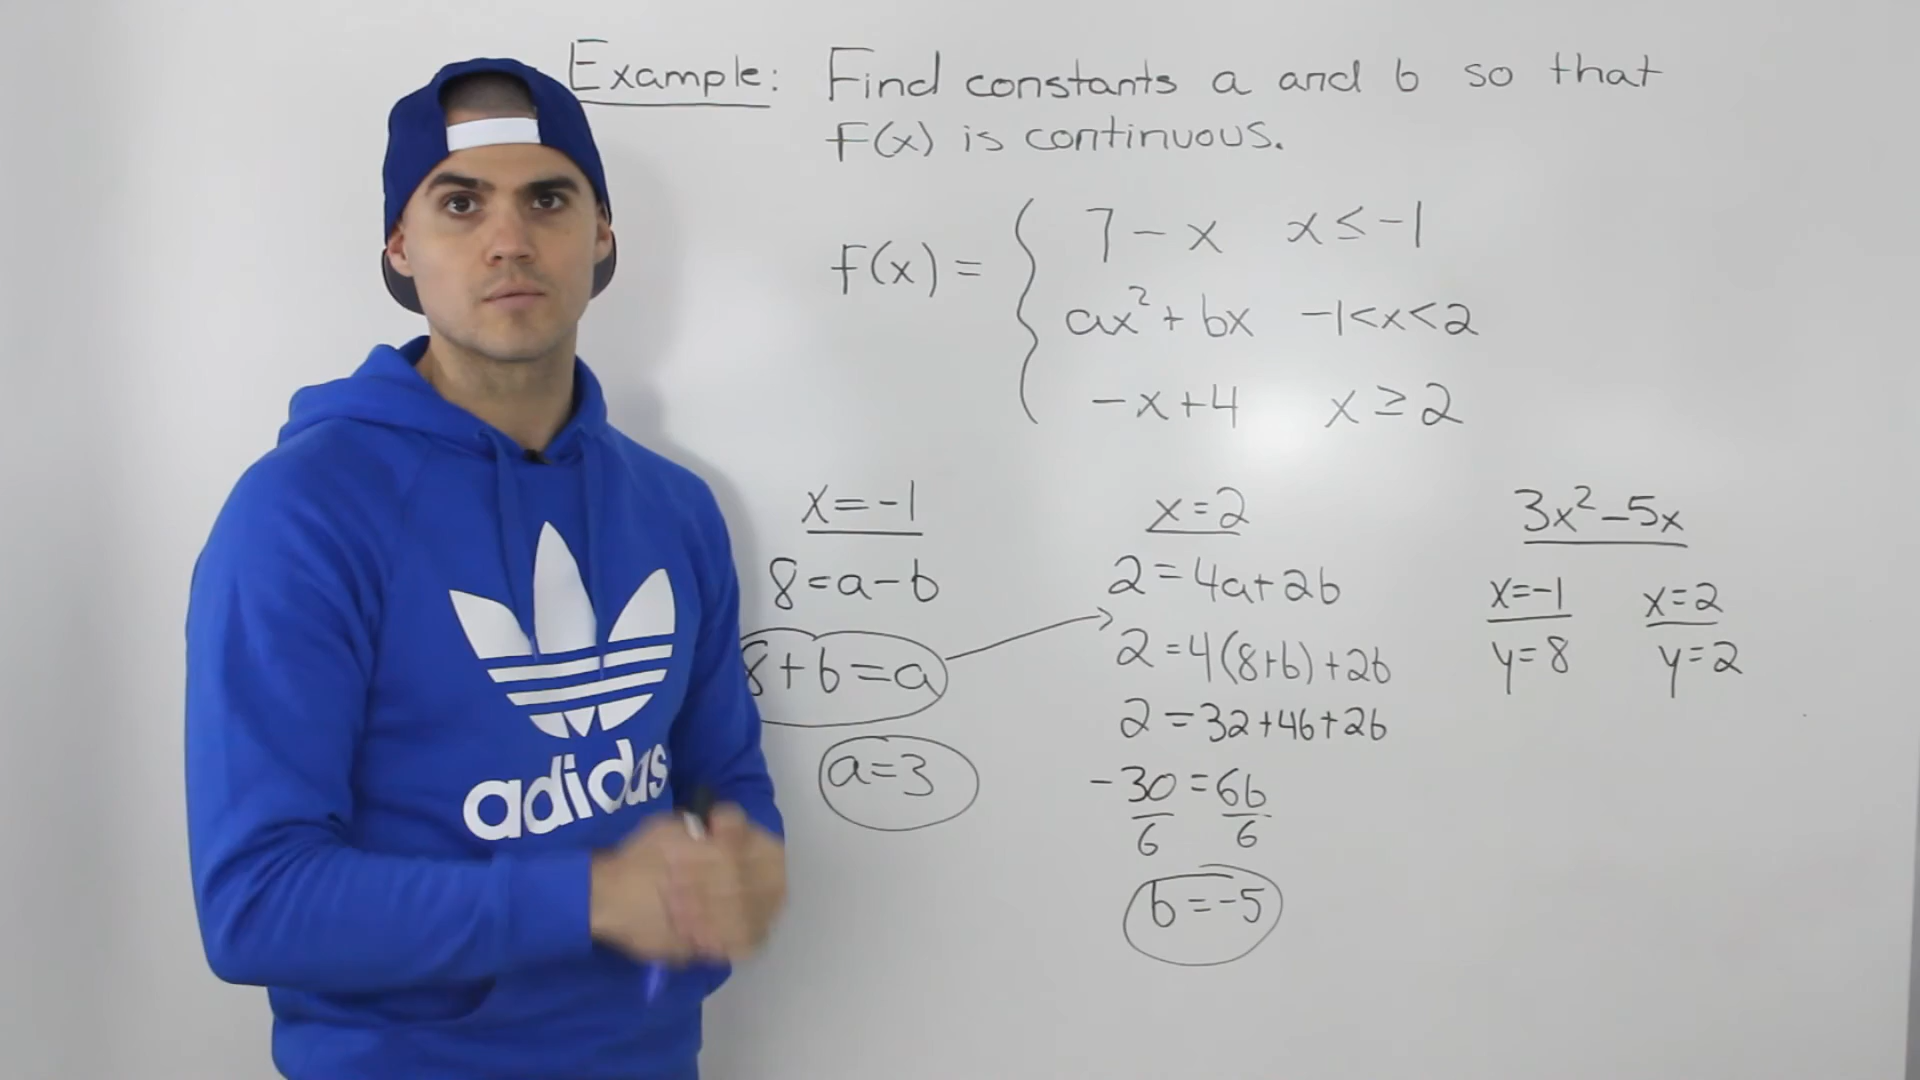 Example: Find constants a and b so that
f(x) is continuous.
f(x) = { 7 - x x ≤ -1
ax² + bx -1<x<2
-x+4 x ≥ 2
x=-1
8=a-b
8+b=a
a=3
x=2
2=4a+2b
2=4(8+b)+2b
2=32+4b+2b
-30=6b
6 6
b=-5
3x²-5x
x=-1 x=2
y=8 y=2
adidas